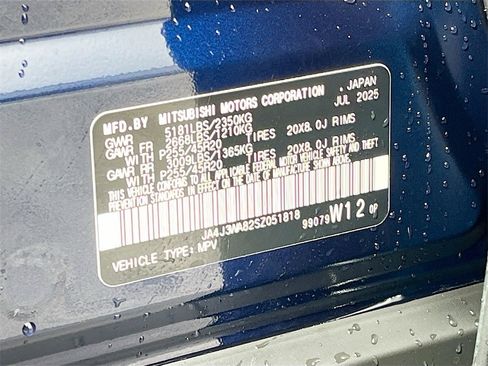 MFD.BY MITSUBISHI MOTORS CORPORATION JAPAN
GVWR 5181LBS/2350KG JUL 2025
GAWR FR 2668LBS/1210KG
WITH P255/45R20 TIRES 20X8.0J RIMS
GAWR RR 3009LBS/1365KG
WITH P255/45R20 TIRES 20X8.0J RIMS
THIS VEHICLE CONFORMS TO ALL APPLICABLE FEDERAL MOTOR VEHICLE SAFETY AND
THEFT PREVENTION STANDARDS IN EFFECT ON THE DATE OF MANUFACTURE SHOWN ABOVE.
JA4J3WA82SZ051818
VEHICLE TYPE: MPV 99079 W12 0P